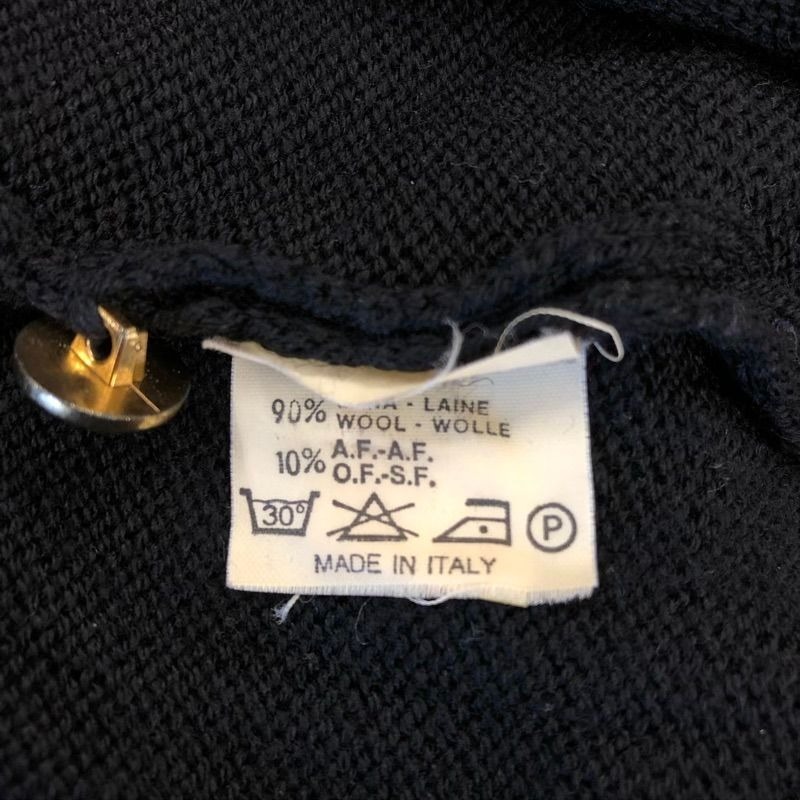 90% - LAINE
WOOL - WOLLE
10% A.F.-A.F.
O.F.-S.F.
30° P
MADE IN ITALY